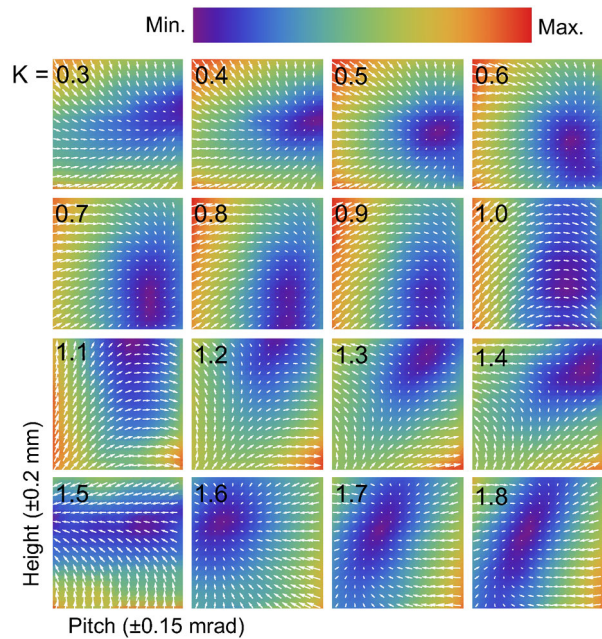 Min. Max.
K = 0.3 0.4 0.5 0.6
0.7 0.8 0.9 1.0
1.1 1.2 1.3 1.4
1.5 1.6 1.7 1.8
Height (±0.2 mm)
Pitch (±0.15 mrad)